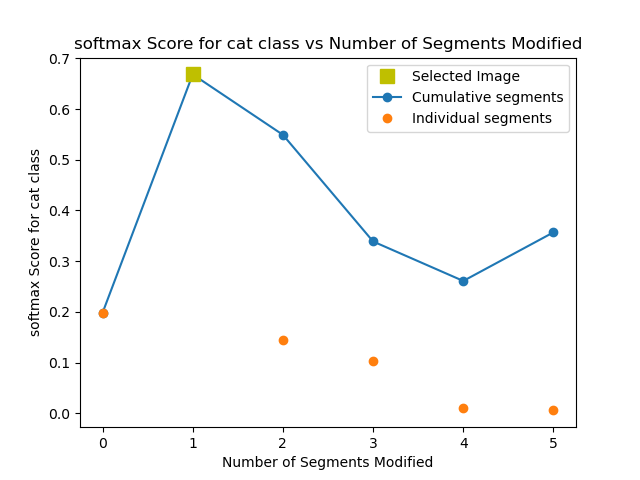 softmax Score for cat class vs Number of Segments Modified
0.7
0.6
0.5
0.4
0.3
0.2
0.1
0.0
softmax Score for cat class
Selected Image
Cumulative segments
Individual segments
0 1 2 3 4 5
Number of Segments Modified